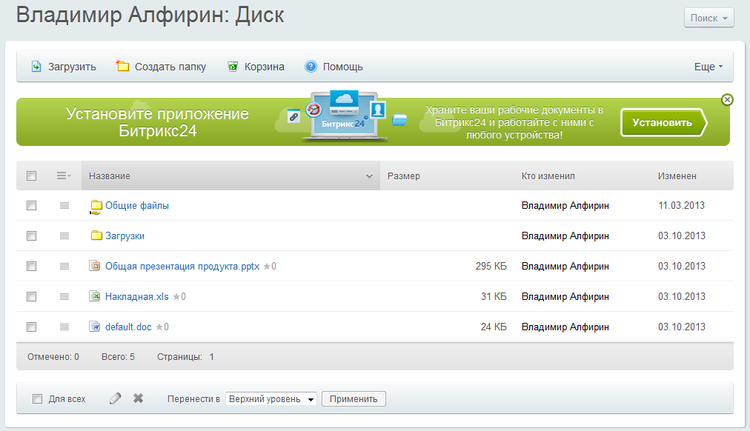 Владимир Алфирин: Диск
Поиск
Загрузить Создать папку Корзина Помощь Еще
Установите приложение
Битрикс24
Битрикс24
Храните ваши рабочие документы в
Битрикс24 и работайте с ними с
любого устройства!
Установить
Название Размер Кто изменил Изменен
Общие файлы Владимир Алфирин 11.03.2013
Загрузки Владимир Алфирин 03.10.2013
Общая презентация продукта.pptx ★0 295 КБ Владимир Алфирин 03.10.2013
Накладная.xls ★0 31 КБ Владимир Алфирин 03.10.2013
default.doc ★0 24 КБ Владимир Алфирин 03.10.2013
Отмечено: 0 Всего: 5 Страницы: 1
Для всех Перенести в Верхний уровень Применить